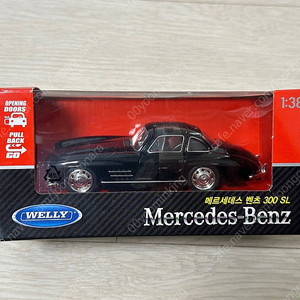 OPENING
DOORS
PULL
BACK
GO
1:38
WELLY
메르세데스 벤츠 300 SL
Mercedes-Benz